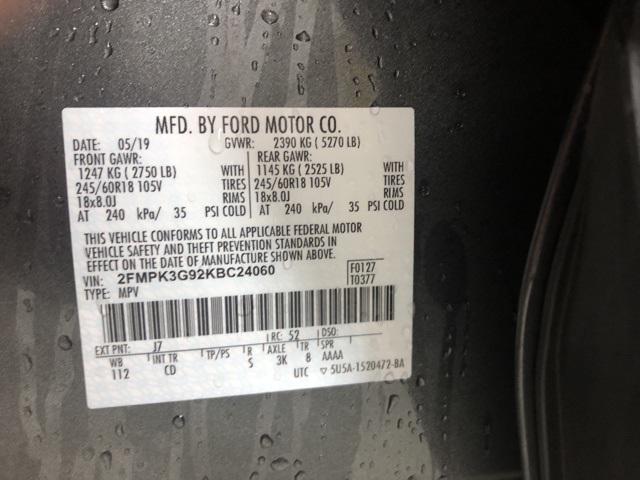 MFD. BY FORD MOTOR CO.
DATE: 05/19 GVWR: 2390 KG ( 5270 LB)
FRONT GAWR: REAR GAWR:
1247 KG ( 2750 LB) WITH 1145 KG ( 2525 LB) WITH
245/60R18 105V TIRES 245/60R18 105V TIRES
18x8.0J RIMS 18x8.0J RIMS
AT 240 kPa/ 35 PSI COLD AT 240 kPa/ 35 PSI COLD
THIS VEHICLE CONFORMS TO ALL APPLICABLE FEDERAL MOTOR
VEHICLE SAFETY AND THEFT PREVENTION STANDARDS IN
EFFECT ON THE DATE OF MANUFACTURE SHOWN ABOVE.
VIN: 2FMPK3G92KBC24060 F0127
TYPE: MPV T0377
EXT PNT: J7 RC: 52 DSO:
WB INT TR TP/PS R AXLE TR SPR
112 CD S 3K 8 AAAA
UTC ▽ 5U5A-1520472-BA